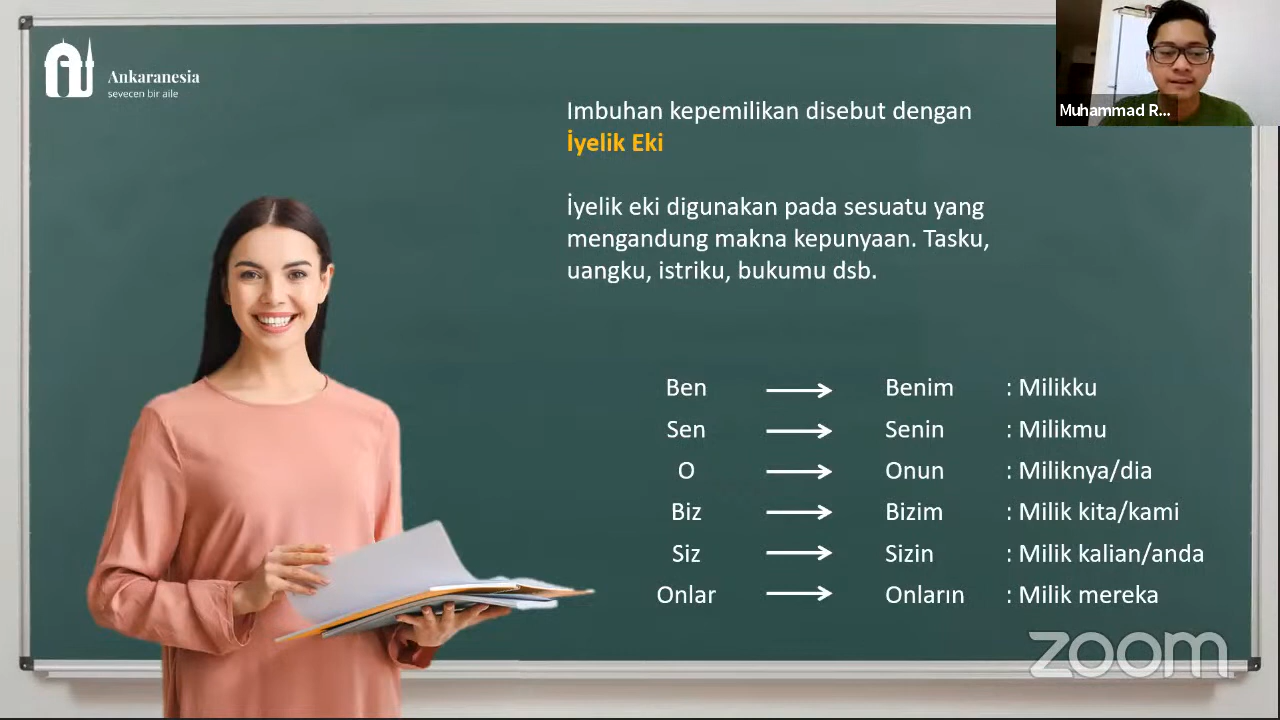 Ankaranesia
sevecen bir aile
Muhammad R...
Imbuhan kepemilikan disebut dengan
İyelik Eki
İyelik eki digunakan pada sesuatu yang
mengandung makna kepunyaan. Tasku,
uangku, istriku, bukumu dsb.
Ben Benim : Milikku
Sen Senin : Milikmu
O Onun : Miliknya/dia
Biz Bizim : Milik kita/kami
Siz Sizin : Milik kalian/anda
Onlar Onların : Milik mereka
zoom